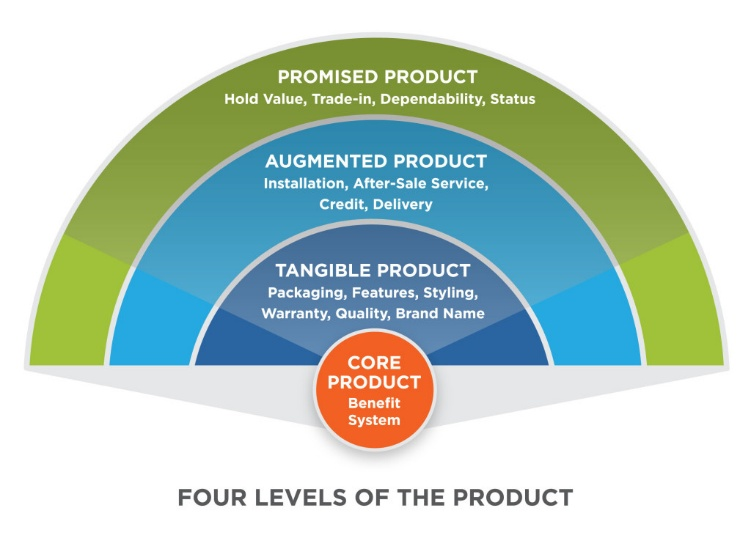 PROMISED PRODUCT
Hold Value, Trade-in, Dependability, Status
AUGMENTED PRODUCT
Installation, After-Sale Service,
Credit, Delivery
TANGIBLE PRODUCT
Packaging, Features, Styling,
Warranty, Quality, Brand Name
CORE
PRODUCT
Benefit
System
FOUR LEVELS OF THE PRODUCT